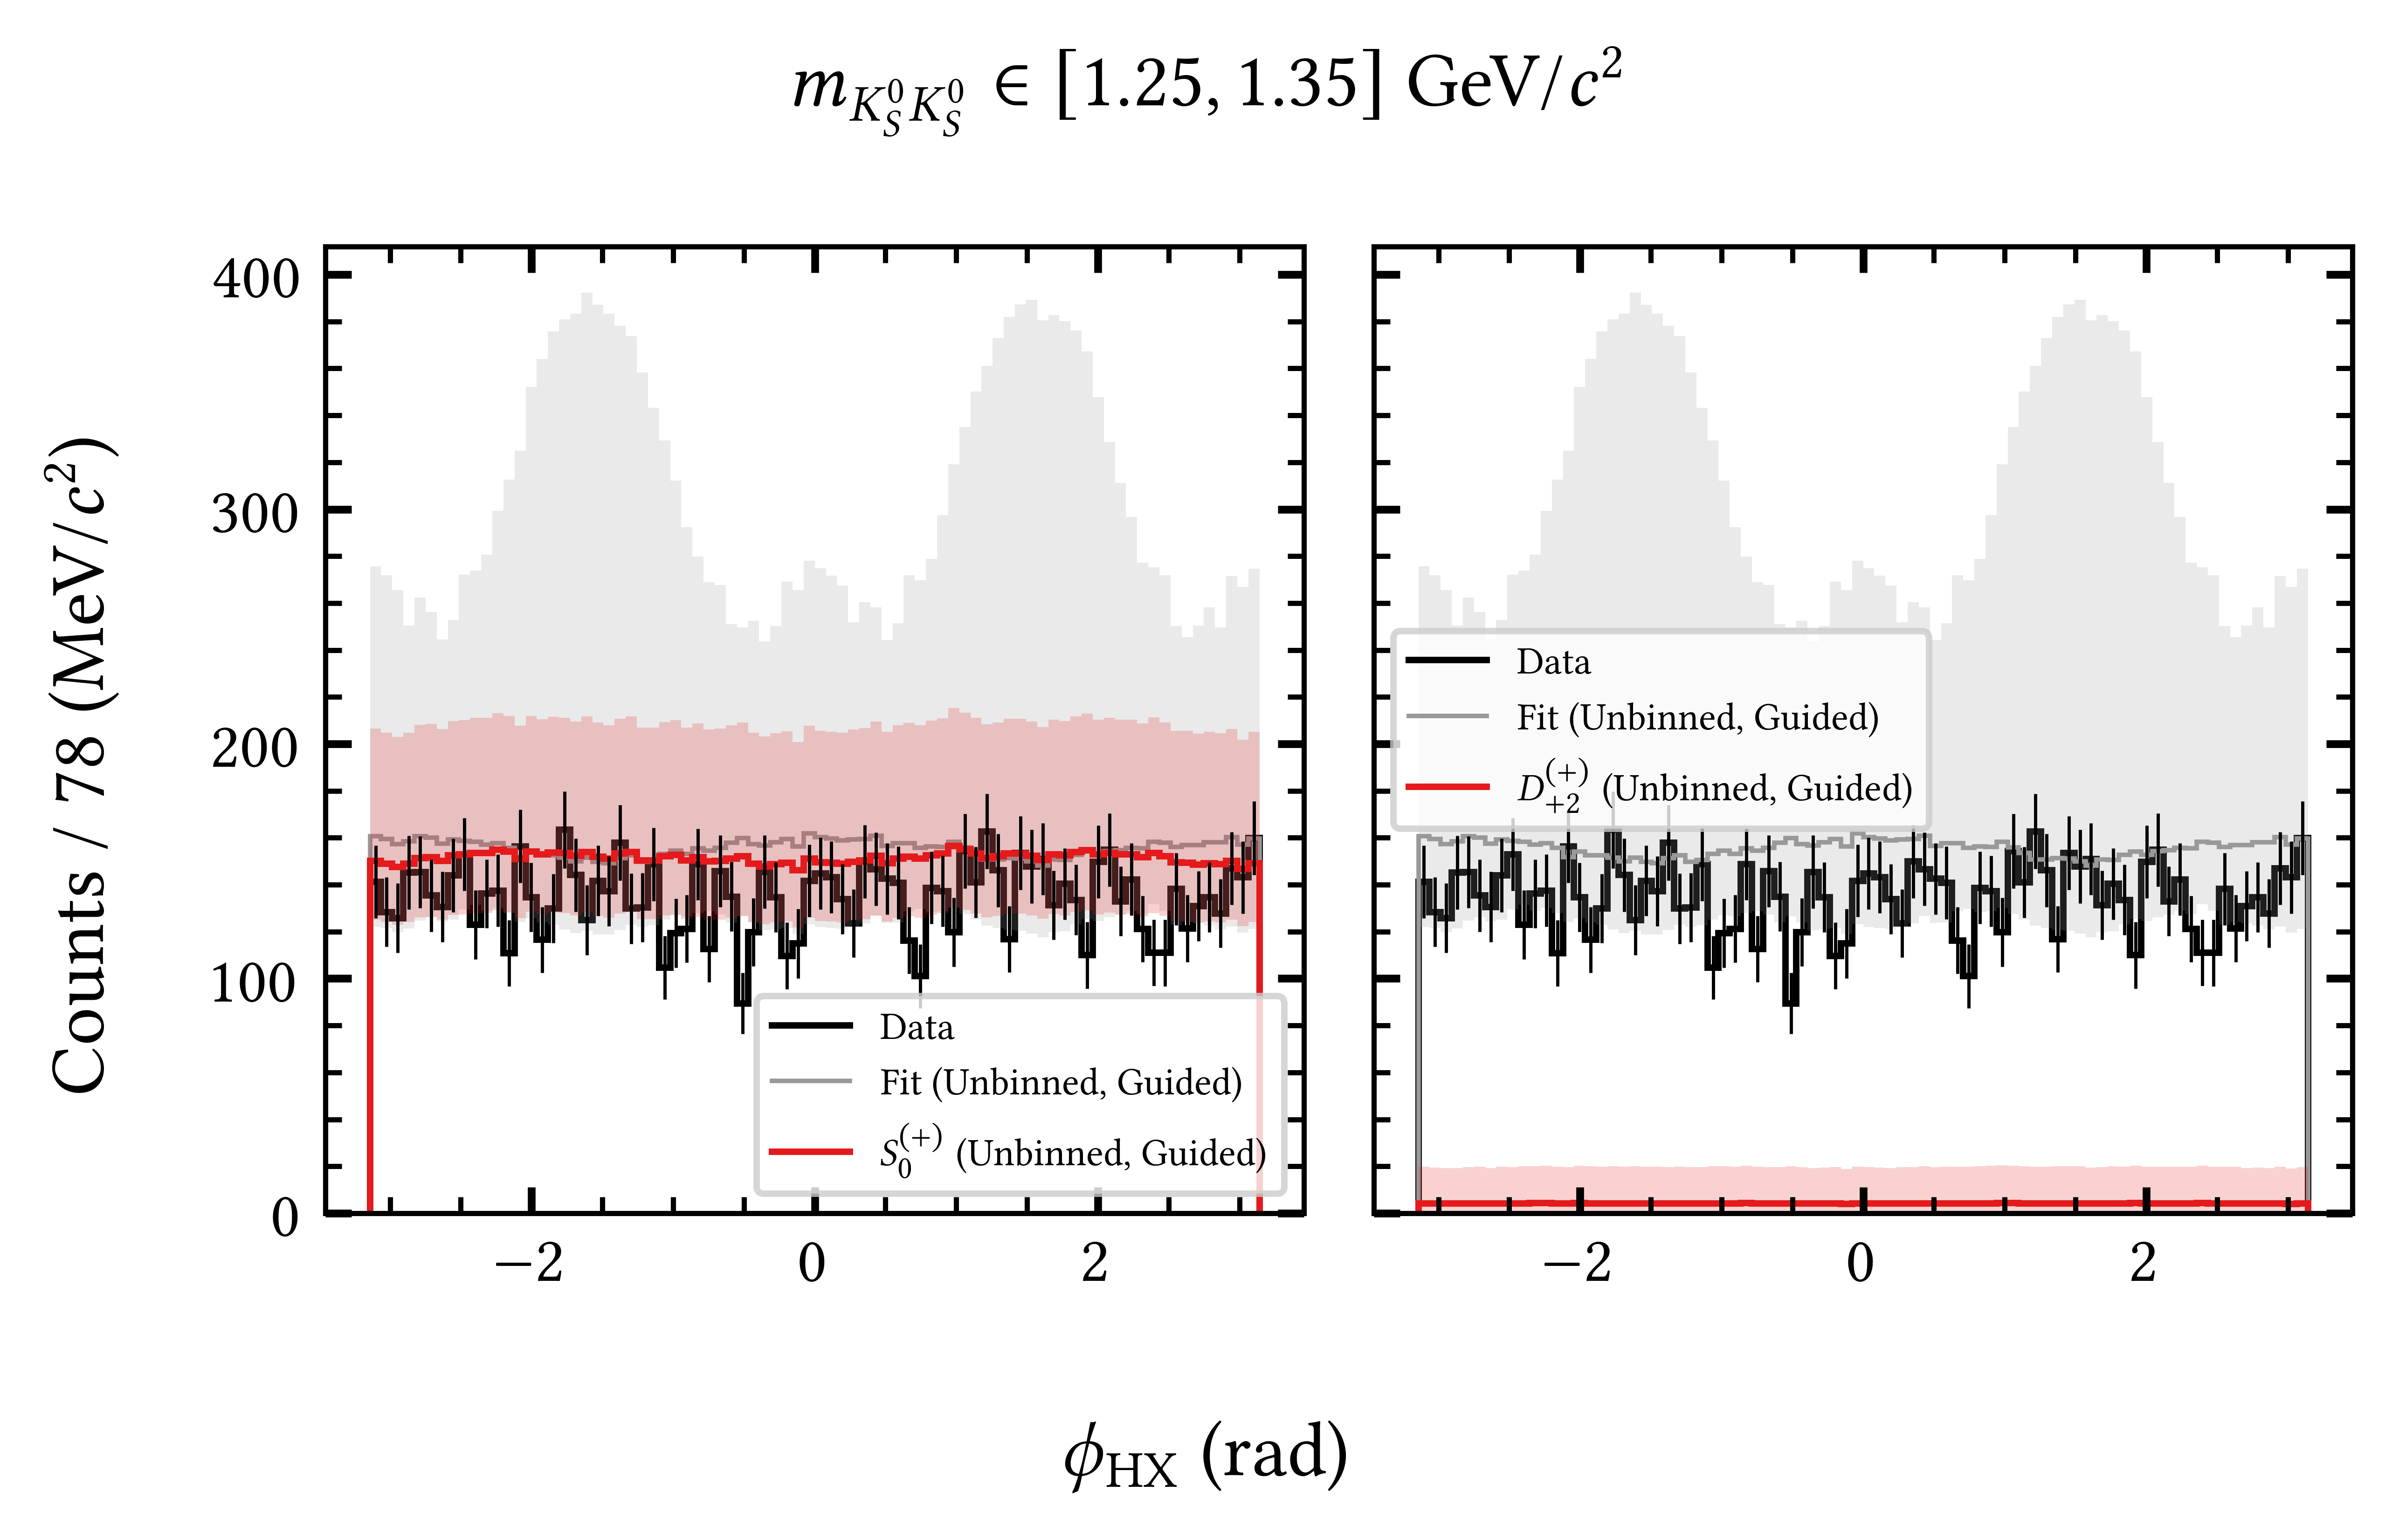 m_{K_S^0 K_S^0} ∈ [1.25, 1.35] GeV/c²
Counts / 78 (MeV/c²)
400
300
200
100
0
Data
Fit (Unbinned, Guided)
S_0^{(+)} (Unbinned, Guided)
−2
0
2
Data
Fit (Unbinned, Guided)
D_{+2}^{(+)} (Unbinned, Guided)
−2
0
2
ϕ_{HX} (rad)